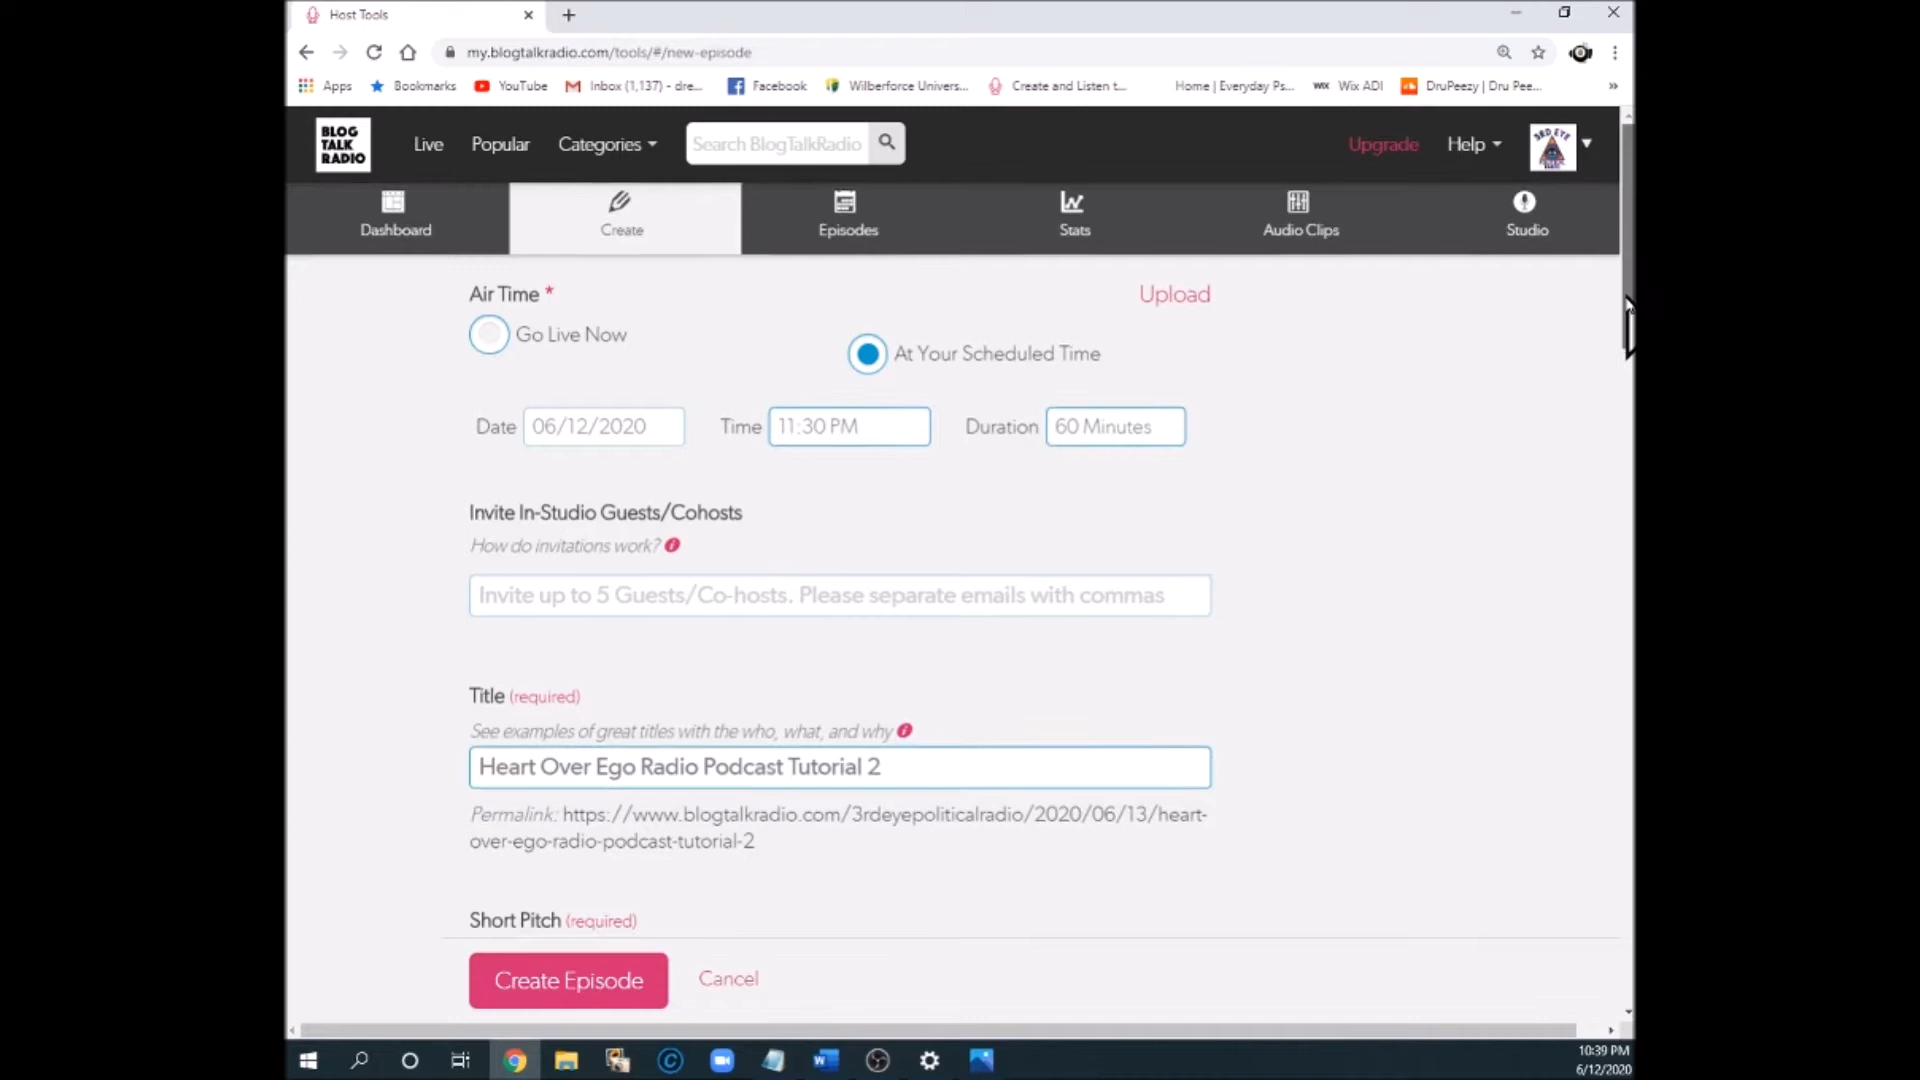 Host Tools
my.blogtalkradio.com/tools/#/new-episode
Apps Bookmarks YouTube Inbox (1,137) - dre... Facebook Wilberforce Univers... Create and Listen t... Home | Everyday Ps... WIX Wix ADI DruPeezy | Dru Pee... »
BLOG
TALK
RADIO
Live Popular Categories Search BlogTalkRadio Upgrade Help
3RD EYE
Dashboard Create Episodes Stats Audio Clips Studio
Air Time * Upload
Go Live Now
At Your Scheduled Time
Date 06/12/2020 Time 11:30 PM Duration 60 Minutes
Invite In-Studio Guests/Cohosts
How do invitations work?
Invite up to 5 Guests/Co-hosts. Please separate emails with commas
Title (required)
See examples of great titles with the who, what, and why
Heart Over Ego Radio Podcast Tutorial 2
Permalink: https://www.blogtalkradio.com/3rdeyepoliticalradio/2020/06/13/heart-
over-ego-radio-podcast-tutorial-2
Short Pitch (required)
Create Episode Cancel
10:39 PM
6/12/2020